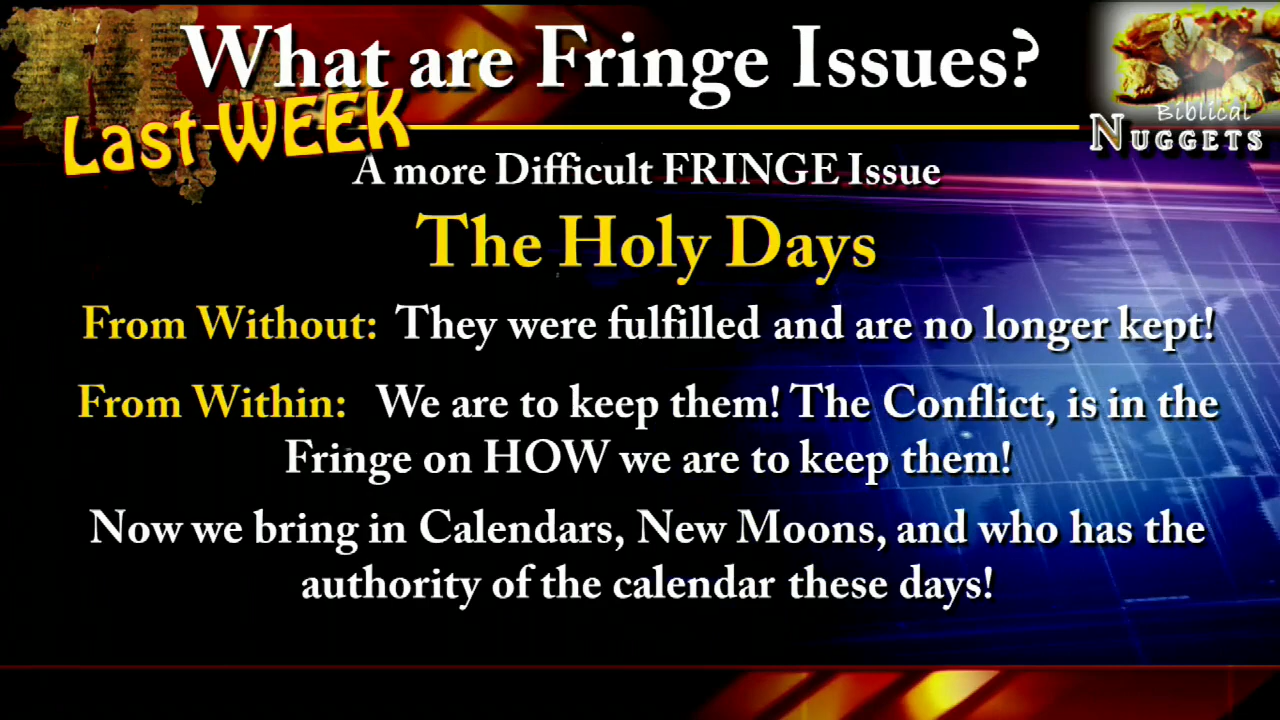 What are Fringe Issues?
Last WEEK
Biblical
NUGGETS
A more Difficult FRINGE Issue
The Holy Days
From Without: They were fulfilled and are no longer kept!
From Within: We are to keep them! The Conflict, is in the
Fringe on HOW we are to keep them!
Now we bring in Calendars, New Moons, and who has the
authority of the calendar these days!